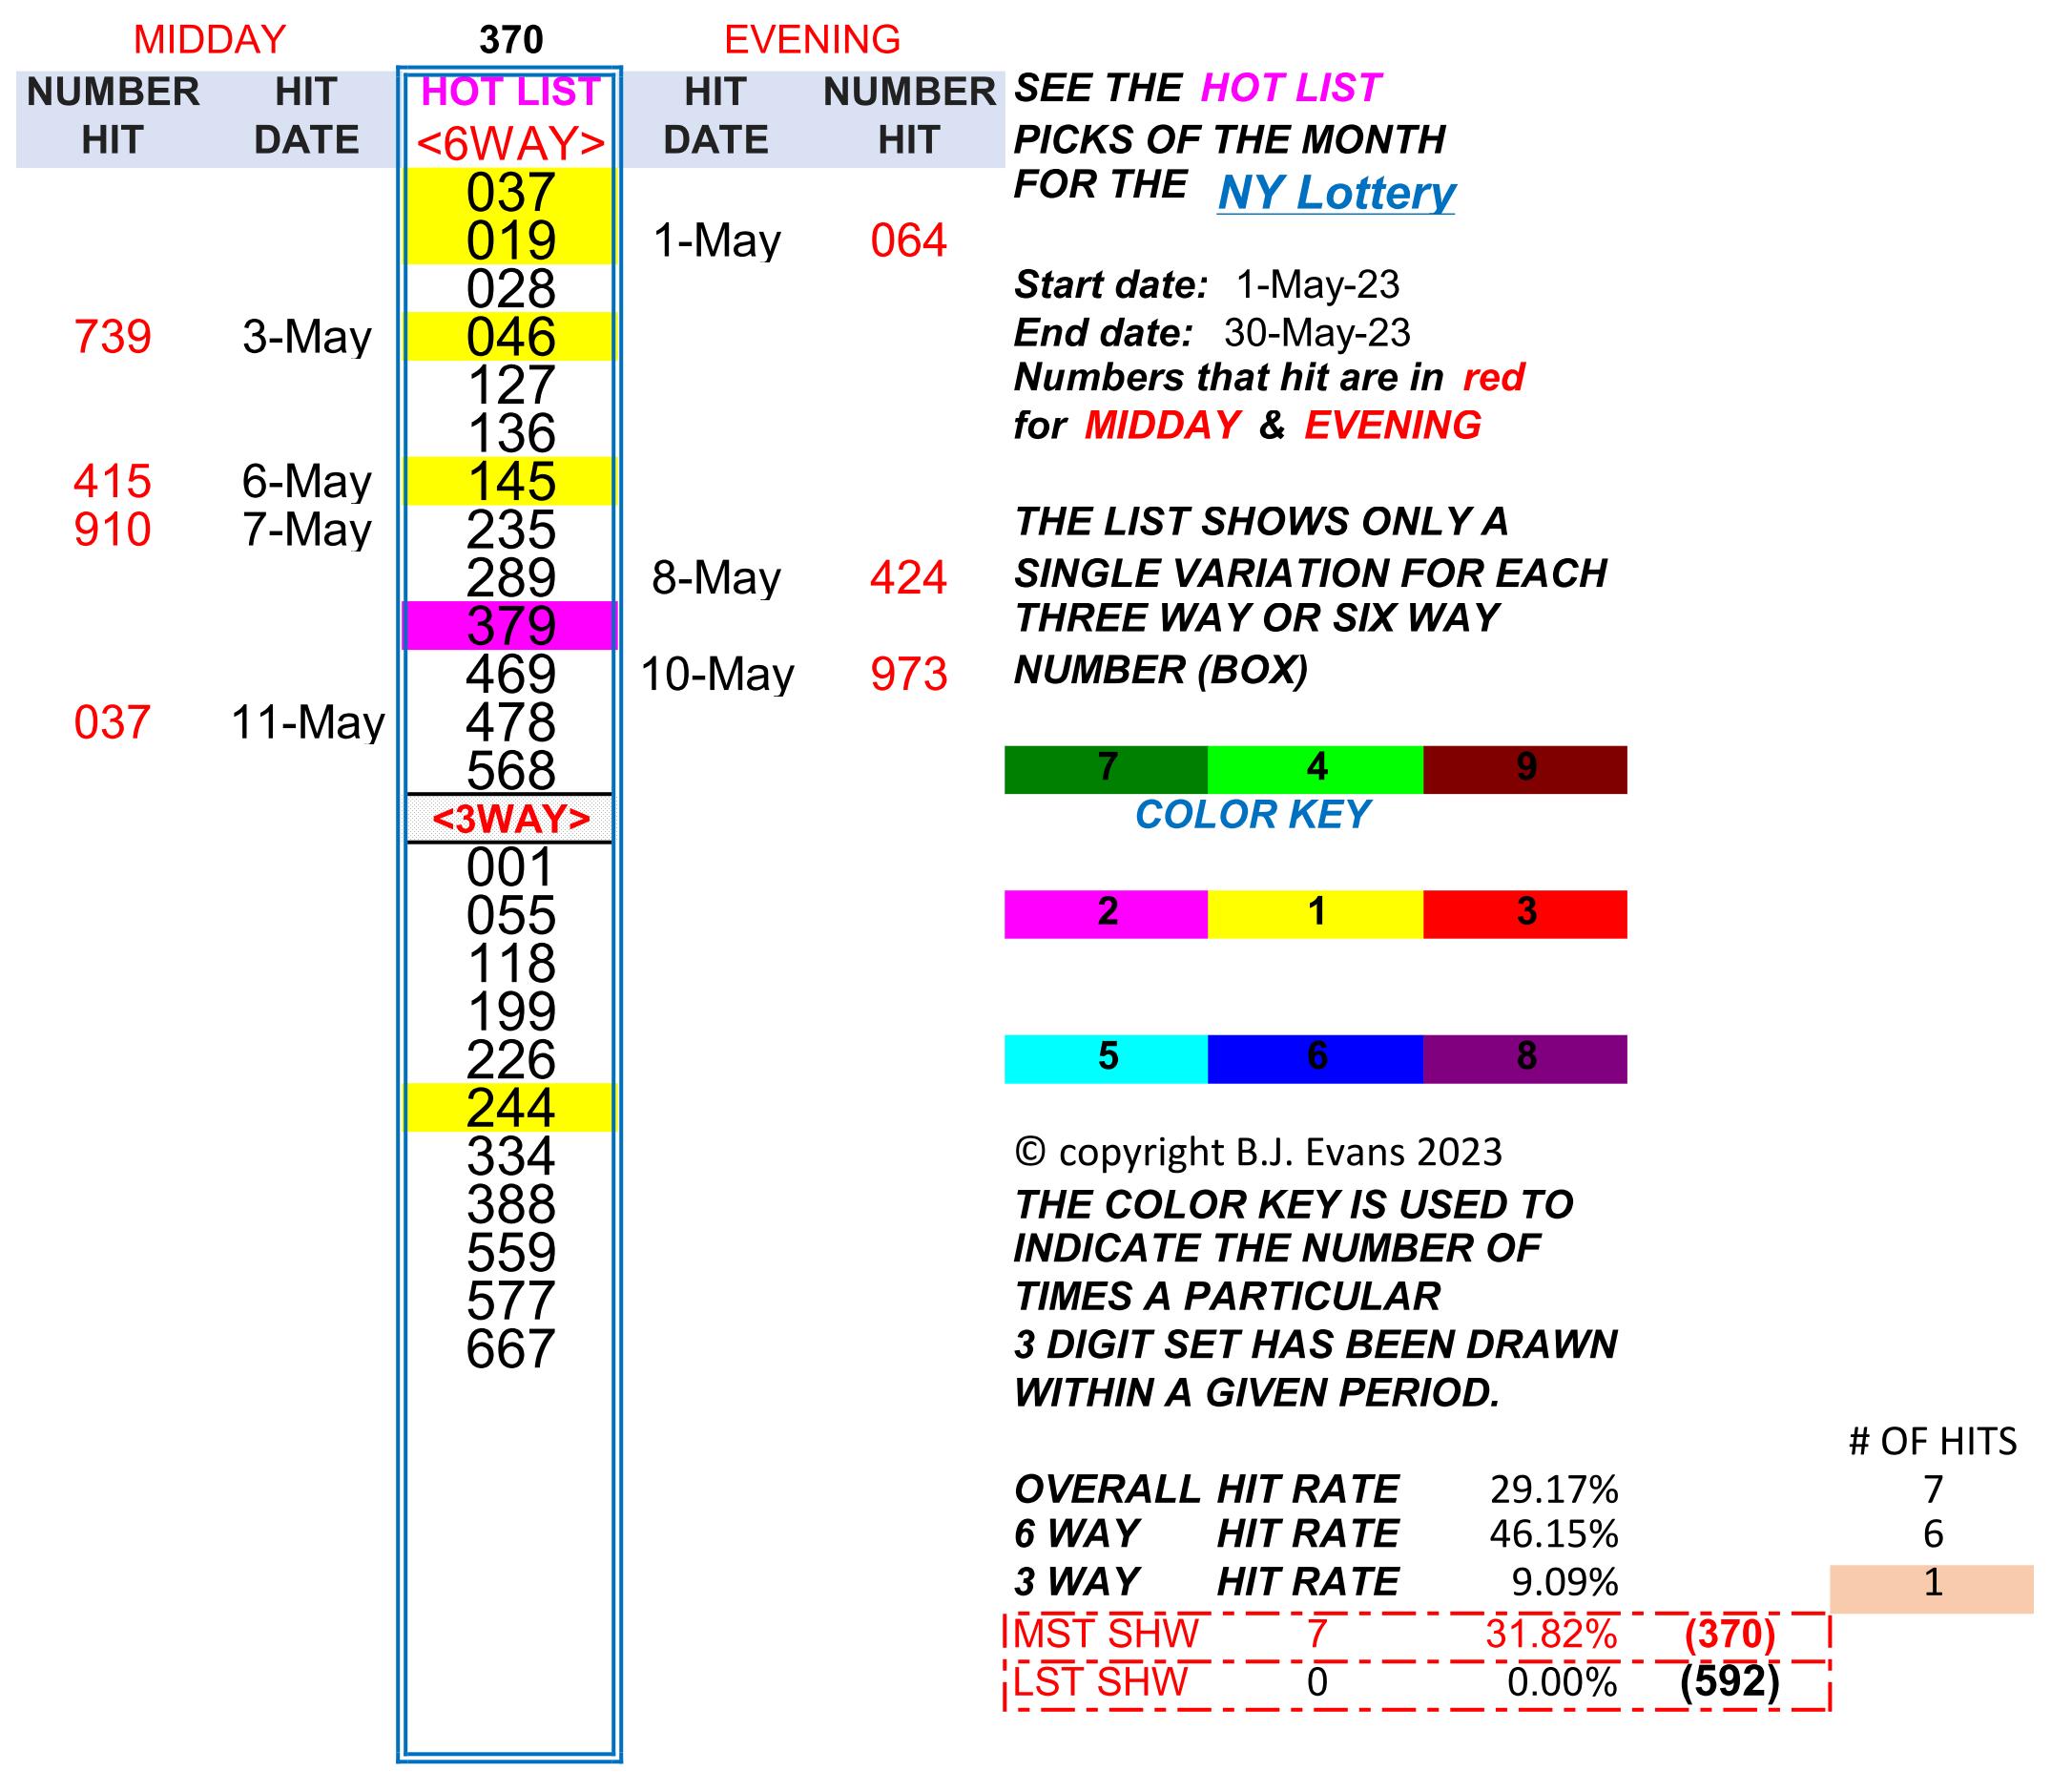 MIDDAY 370 EVENING
NUMBER HIT HOT LIST HIT NUMBER SEE THE HOT LIST
HIT DATE <6WAY> DATE HIT PICKS OF THE MONTH
037 FOR THE NY Lottery
019 1-May 064
028 Start date: 1-May-23
739 3-May 046 End date: 30-May-23
127 Numbers that hit are in red
136 for MIDDAY & EVENING
415 6-May 145
910 7-May 235 THE LIST SHOWS ONLY A
289 8-May 424 SINGLE VARIATION FOR EACH
379 THREE WAY OR SIX WAY
469 10-May 973 NUMBER (BOX)
037 11-May 478
568 7 4 9
<3WAY> COLOR KEY
001
055 2 1 3
118
199
226 5 6 8
244
334 © copyright B.J. Evans 2023
388 THE COLOR KEY IS USED TO
559 INDICATE THE NUMBER OF
577 TIMES A PARTICULAR
667 3 DIGIT SET HAS BEEN DRAWN
WITHIN A GIVEN PERIOD.
# OF HITS
OVERALL HIT RATE 29.17% 7
6 WAY HIT RATE 46.15% 6
3 WAY HIT RATE 9.09% 1
MST SHW 7 31.82% (370)
LST SHW 0 0.00% (592)